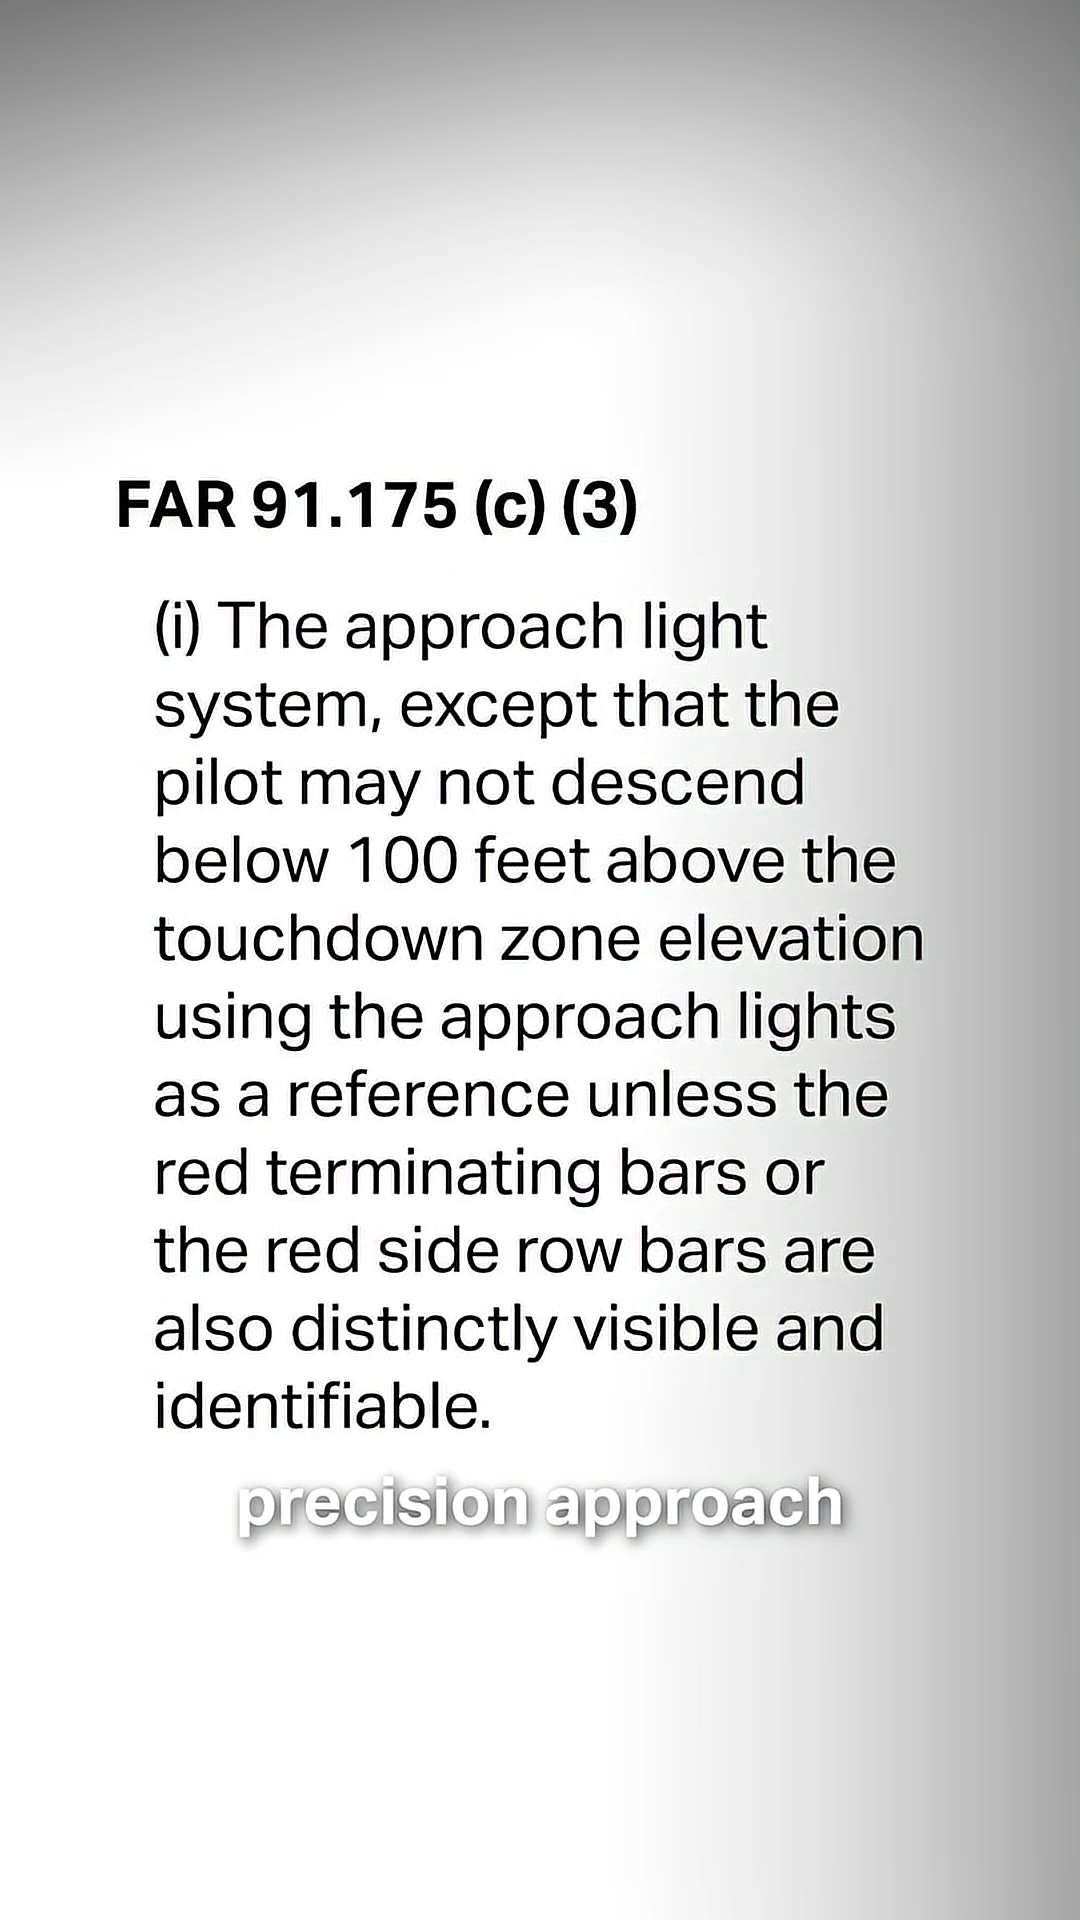 FAR 91.175 (c) (3)
(i) The approach light
system, except that the
pilot may not descend
below 100 feet above the
touchdown zone elevation
using the approach lights
as a reference unless the
red terminating bars or
the red side row bars are
also distinctly visible and
identifiable.
precision approach